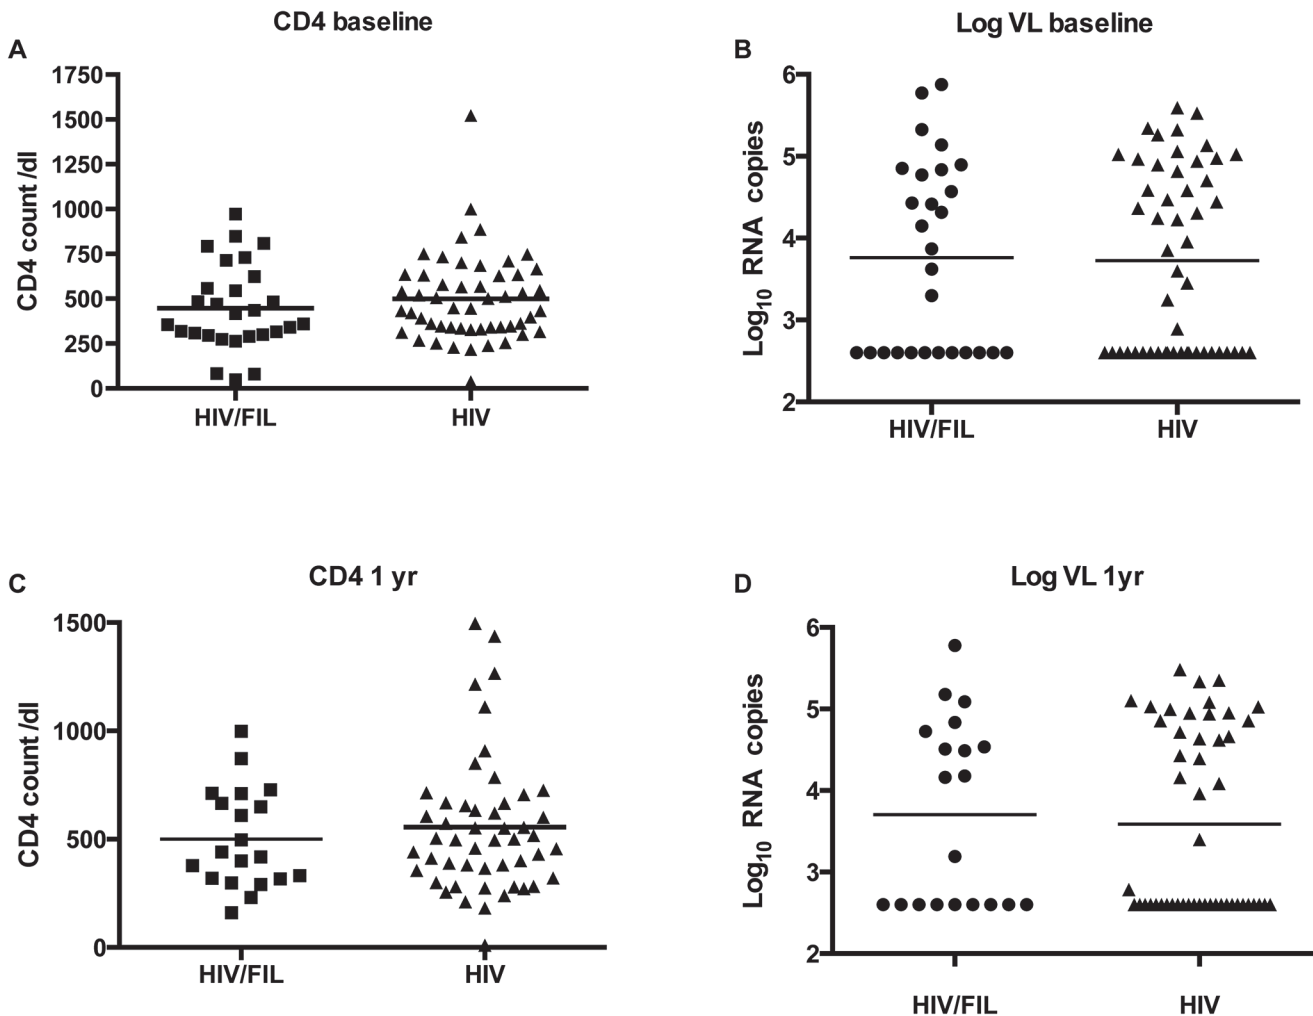 CD4 baseline
A
1750
1500
1250
1000
750
500
250
0
CD4 count /dl
HIV/FIL
HIV
Log VL baseline
B
6
5
4
3
2
Log10 RNA copies
HIV/FIL
HIV
CD4 1 yr
C
1500
1000
500
0
CD4 count /dl
HIV/FIL
HIV
Log VL 1yr
D
6
5
4
3
2
Log10 RNA copies
HIV/FIL
HIV